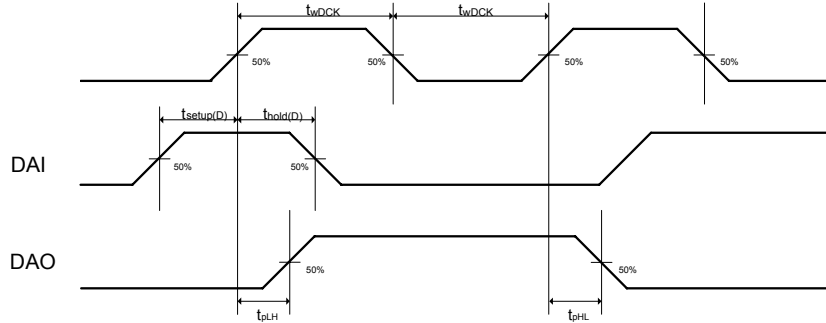 twDCK twDCK
50% 50% 50% 50%
tsetup(D) thold(D)
DAI
50% 50%
DAO
50% 50%
tpLH tpHL